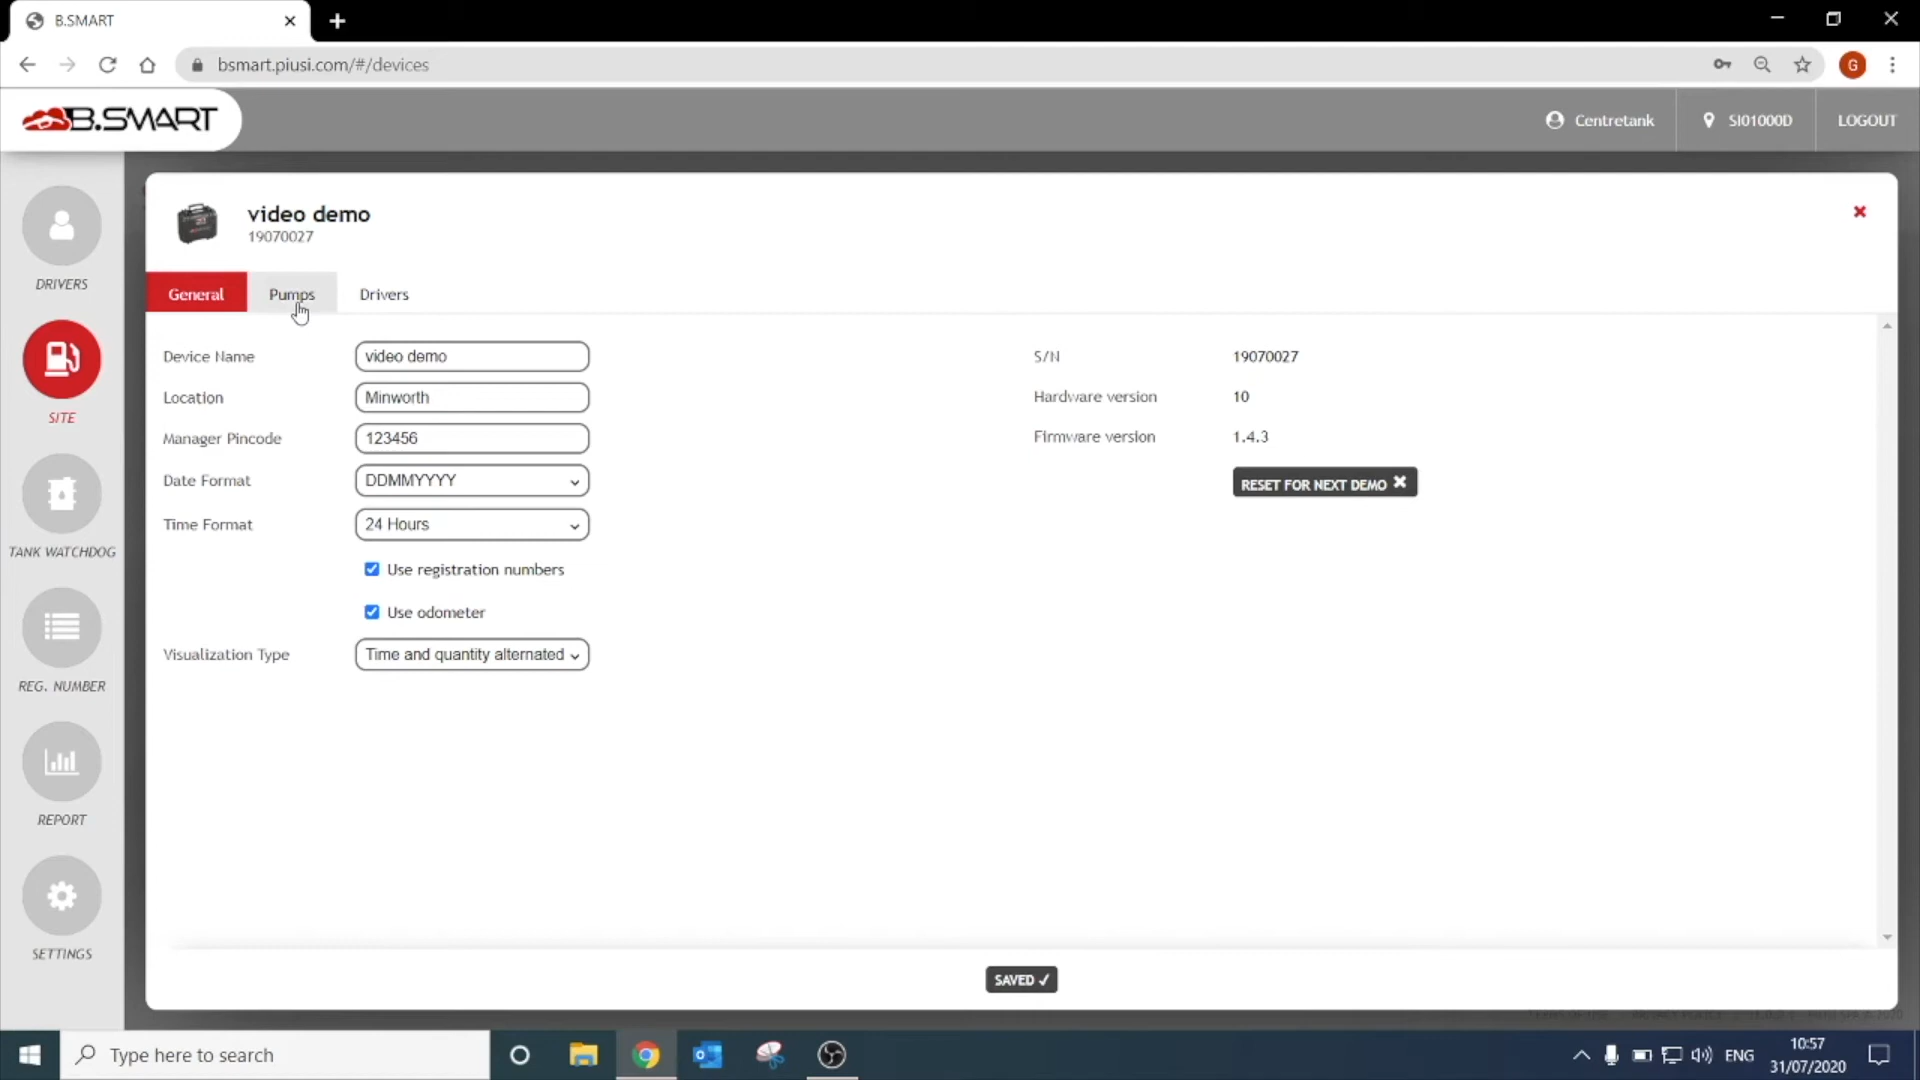 B.SMART
bsmart.piusi.com/#/devices
G
B.SMART
Centretank
SI01000D
LOGOUT
video demo
19070027
General
Pumps
Drivers
DRIVERS
SITE
TANK WATCHDOG
REG. NUMBER
REPORT
SETTINGS
Device Name
video demo
Location
Minworth
Manager Pincode
123456
Date Format
DDMMYYYY
Time Format
24 Hours
Use registration numbers
Use odometer
Visualization Type
Time and quantity alternated
S/N
19070027
Hardware version
10
Firmware version
1.4.3
RESET FOR NEXT DEMO
SAVED
Type here to search
ENG
10:57
31/07/2020